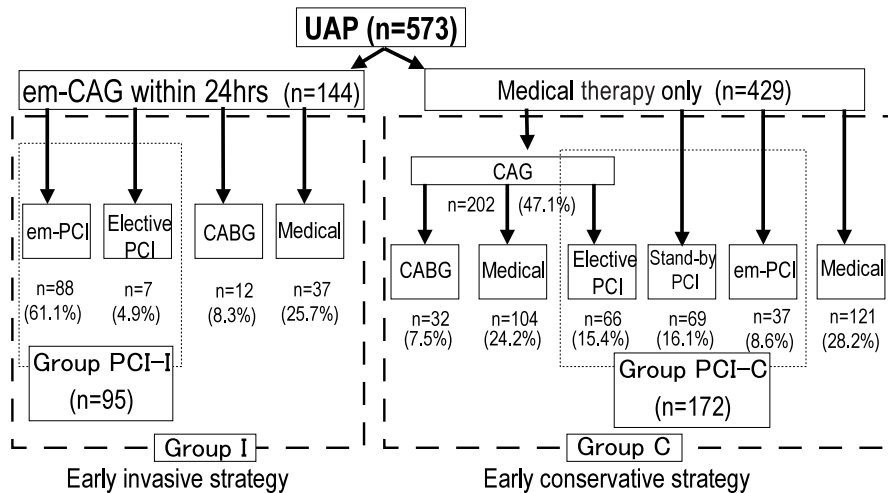 UAP (n=573)
em-CAG within 24hrs (n=144)
Medical therapy only (n=429)
CAG
n=202 (47.1%)
em-PCI
Elective
PCI
CABG
Medical
n=88
(61.1%)
n=7
(4.9%)
n=12
(8.3%)
n=37
(25.7%)
CABG
Medical
Elective
PCI
Stand-by
PCI
em-PCI
Medical
n=32
(7.5%)
n=104
(24.2%)
n=66
(15.4%)
n=69
(16.1%)
n=37
(8.6%)
n=121
(28.2%)
Group PCI-I
(n=95)
Group PCI-C
(n=172)
Group I
Group C
Early invasive strategy
Early conservative strategy